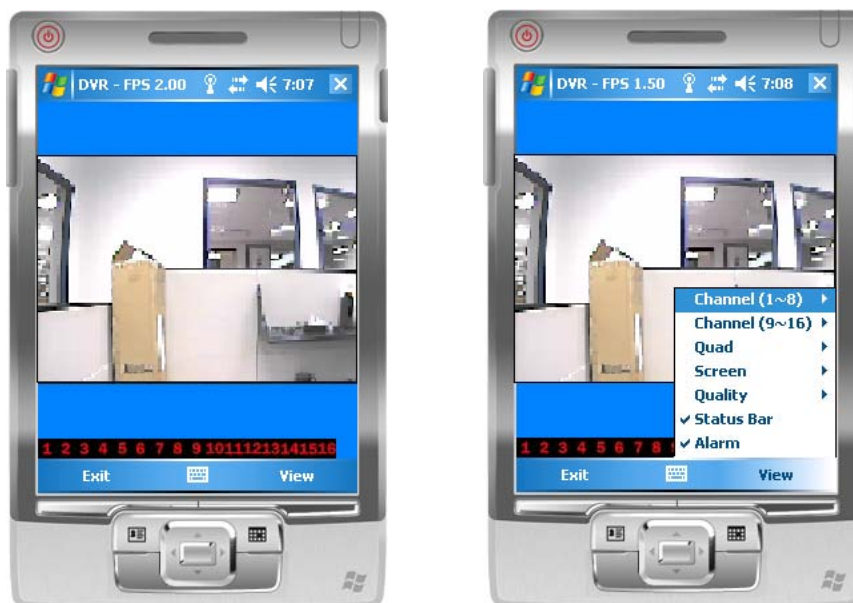 DVR - FPS 2.00 7:07
1 2 3 4 5 6 7 8 9 10 11 12 13 14 15 16
Exit View
DVR - FPS 1.50 7:08
Channel (1~8)
Channel (9~16)
Quad
Screen
Quality
Status Bar
Alarm
1 2 3 4 5 6 7 8
Exit View